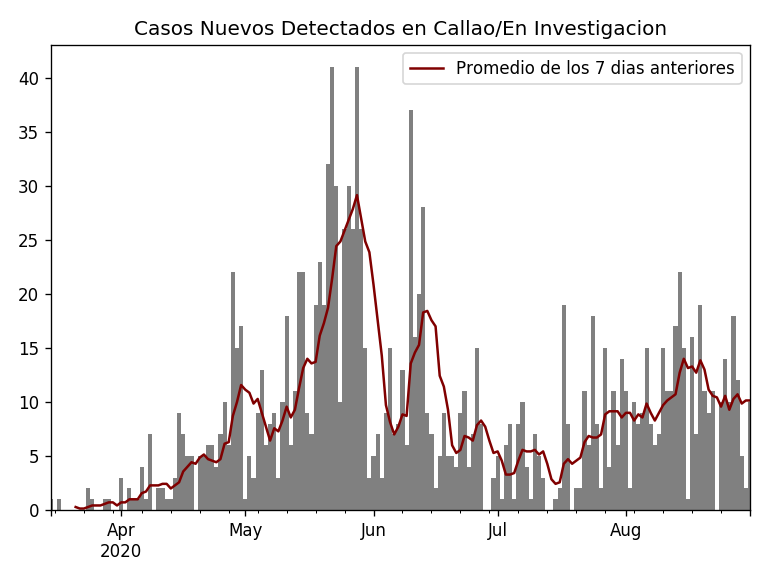 Casos Nuevos Detectados en Callao/En Investigacion
Promedio de los 7 dias anteriores
40
35
30
25
20
15
10
5
0
Apr
2020
May
Jun
Jul
Aug